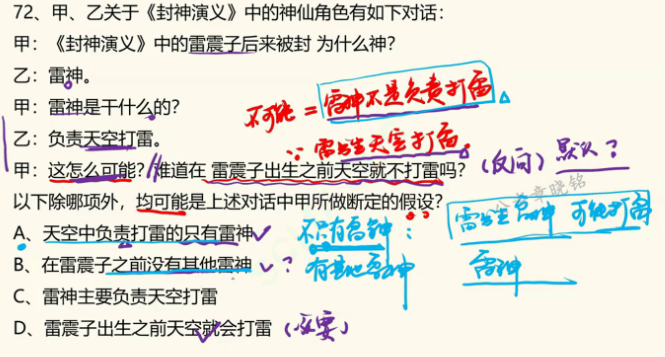 72、甲、乙关于《封神演义》中的神仙角色有如下对话：
甲：《封神演义》中的雷震子后来被封 为什么神？
乙：雷神。
甲：雷神是干什么的？
不可能 = 雷神不是负责打雷
乙：负责天空打雷。
∵ 天空打雷。
甲：这怎么可能？难道在 雷震子出生之前天空就不打雷吗？
（反问）默认？
以下除哪项外，均可能是上述对话中甲所做断定的假设？
章晓铭
A、天空中负责打雷的只有雷神
不只有雷神：
可能打雷
B、在雷震子之前没有其他雷神
？
有其他雷神
雷神
C、雷神主要负责天空打雷
D、雷震子出生之前天空就会打雷
（必要）